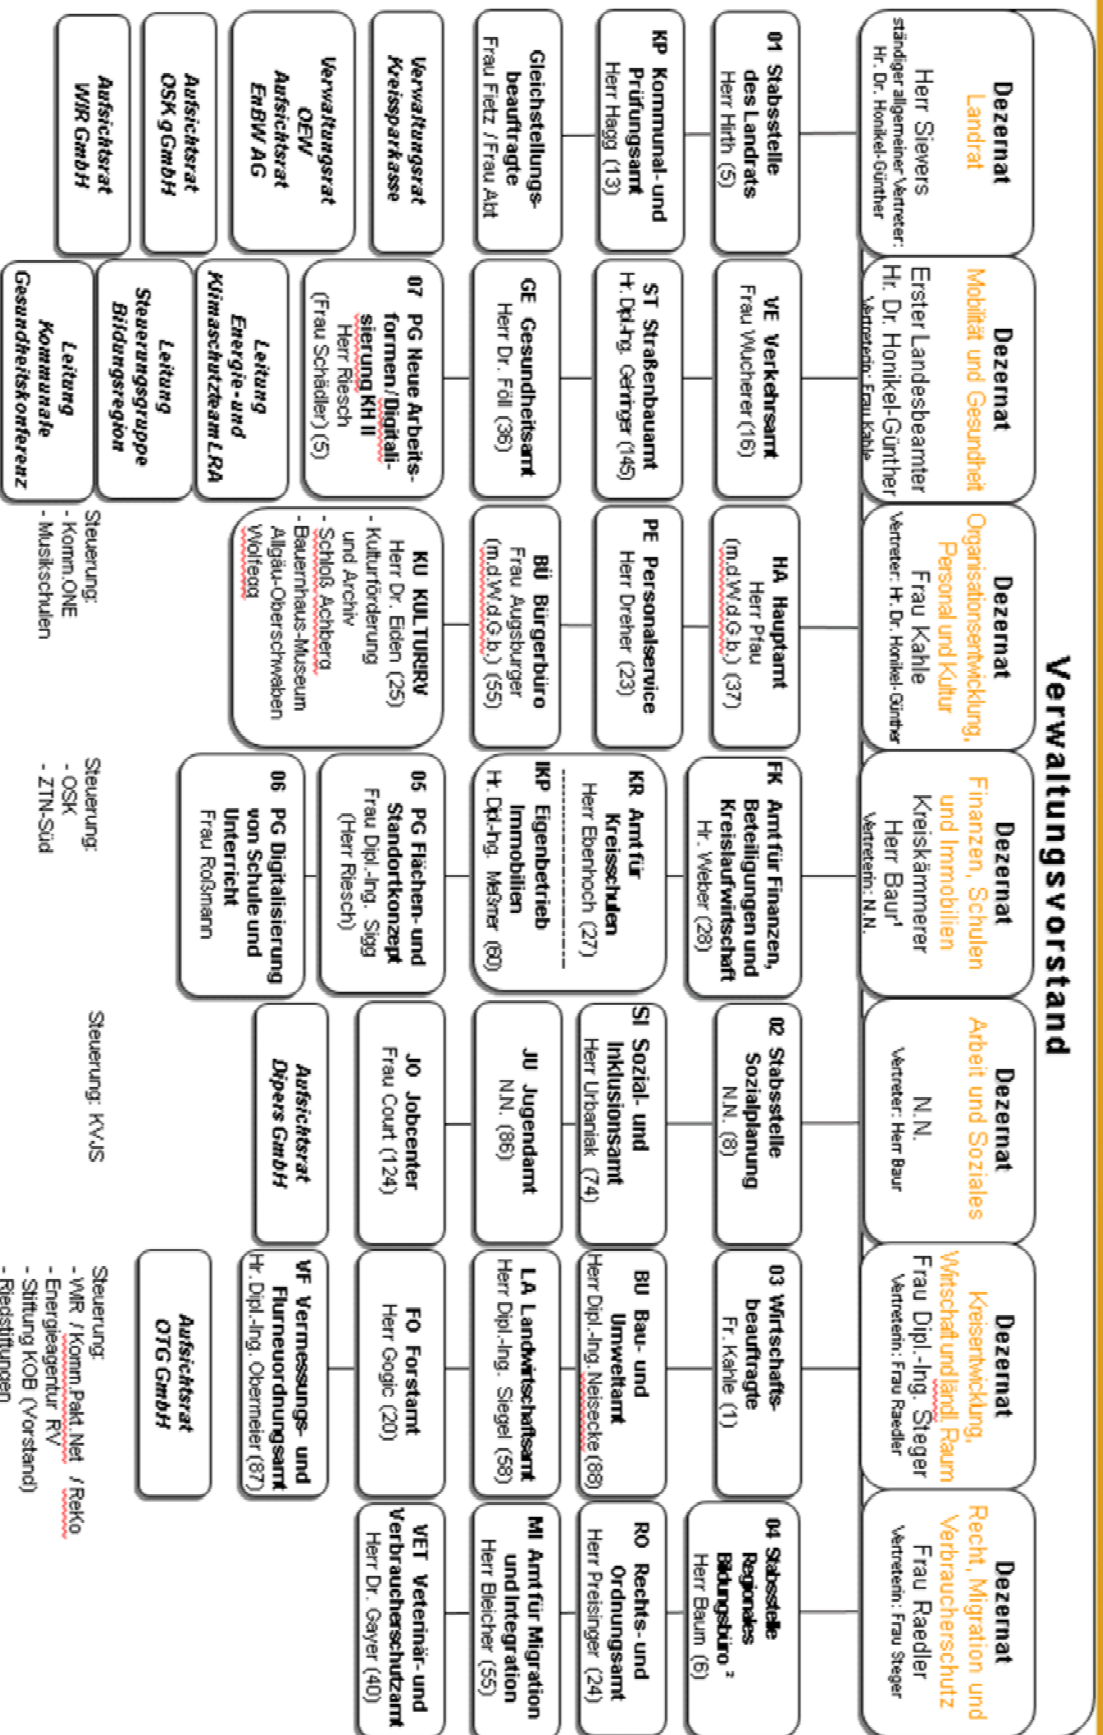 Verwaltungsvorstand
Dezernat
Landrat
Herr Sievers
ständiger allgemeiner Vertreter:
Hr. Dr. Honikel-Günther
01 Stabsstelle
des Landrats
Herr Hirth (5)
KP Kommunal- und
Prüfungsamt
Herr Hagg (13)
Gleichstellungs-
beauftragte
Frau Fietz / Frau Abt
Verwaltungsrat
Kreissparkasse
Verwaltungsrat
OEW
Aufsichtsrat
EnBW AG
Aufsichtsrat
OSK gGmbH
Aufsichtsrat
WIR GmbH
Dezernat
Mobilität und Gesundheit
Erster Landesbeamter
Hr. Dr. Honikel-Günther
Vertreterin: Frau Kahle
VE Verkehrsamt
Frau Wucherer (16)
ST Straßenbauamt
Hr. Dipl.-Ing. Gehringer (145)
GE Gesundheitsamt
Herr Dr. Föll (36)
07 PG Neue Arbeits-
formen/Digitali-
sierung KH II
Herr Riesch
(Frau Schädler) (5)
Leitung
Energie- und
Klimaschutzteam LRA
Leitung
Steuerungsgruppe
Bildungsregion
Leitung
Kommunale
Gesundheitskonferenz
Dezernat
Organisationsentwicklung,
Personal und Kultur
Frau Kahle
Vertreter: Hr. Dr. Honikel-Günther
HA Hauptamt
Herr Pfau
(m.d.W.d.G.b.) (37)
PE Personalservice
Herr Dreher (23)
BÜ Bürgerbüro
Frau Augsburger
(m.d.W.d.G.b.) (55)
KU KULTUR!RV
Herr Dr. Eiden (25)
- Kulturförderung
und Archiv
- Schloß Achberg
- Bauernhaus-Museum
Allgäu-Oberschwaben
Wolfegg
Steuerung:
- Komm.ONE
- Musikschulen
Dezernat
Finanzen, Schulen
und Immobilien
Kreiskämmerer
Herr Baur¹
Vertreterin: N.N.
FK Amt für Finanzen,
Beteiligungen und
Kreislaufwirtschaft
Hr. Weber (28)
KR Amt für
Kreisschulen
Herr Ebenhoch (27)
IKP Eigenbetrieb
Immobilien
Hr. Dipl.-Ing. Meßmer (60)
05 PG Flächen- und
Standortkonzept
Frau Dipl.-Ing. Sigg
(Herr Riesch)
06 PG Digitalisierung
von Schule und
Unterricht
Frau Roßmann
Steuerung:
- OSK
- ZTN-Süd
Dezernat
Arbeit und Soziales
N.N.
Vertreter: Herr Baur
02 Stabsstelle
Sozialplanung
N.N. (8)
SI Sozial- und
Inklusionsamt
Herr Urbaniak (74)
JU Jugendamt
N.N. (86)
JO Jobcenter
Frau Court (124)
Aufsichtsrat
Dipers GmbH
Steuerung: KVJS
Dezernat
Kreisentwicklung,
Wirtschaft und ländl. Raum
Frau Dipl.-Ing. Steger
Vertreterin: Frau Raedler
03 Wirtschafts-
beauftragte
Fr. Kahle (1)
BU Bau- und
Umweltamt
Herr Dipl.-Ing. Neisecke (88)
LA Landwirtschaftsamt
Herr Dipl.-Ing. Siegel (58)
FO Forstamt
Herr Gogic (20)
VF Vermessungs- und
Flurneuordnungsamt
Hr. Dipl.-Ing. Obermeier (87)
Aufsichtsrat
OTG GmbH
Steuerung:
- WIR / Komm.Pakt.Net / ReKo
- Energieagentur RV
- Stiftung KOB (Vorstand)
- Riedstiftungen
Dezernat
Recht, Migration und
Verbraucherschutz
Frau Raedler
Vertreterin: Frau Steger
04 Stabsstelle
Regionales
Bildungsbüro ²
Herr Baum (6)
RO Rechts- und
Ordnungsamt
Herr Preisinger (24)
MI Amt für Migration
und Integration
Herr Bleicher (55)
VET Veterinär- und
Verbraucherschutzamt
Herr Dr. Gayer (40)